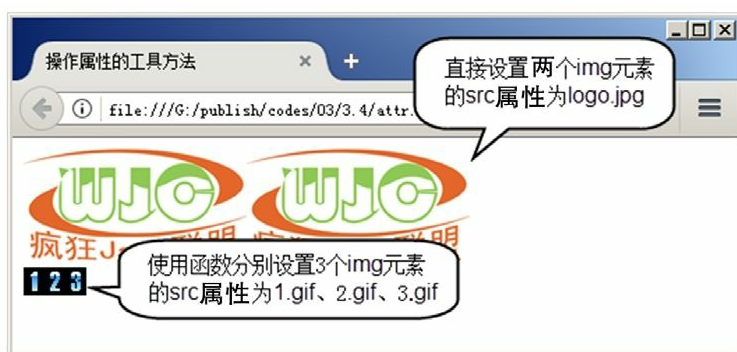 操作属性的工具方法
file:///G:/publish/codes/03/3.4/attr.
直接设置两个img元素
的src属性为logo.jpg
WJC WJC
疯狂J
1 2 3
使用函数分别设置3个img元素
的src属性为1.gif、2.gif、3.gif